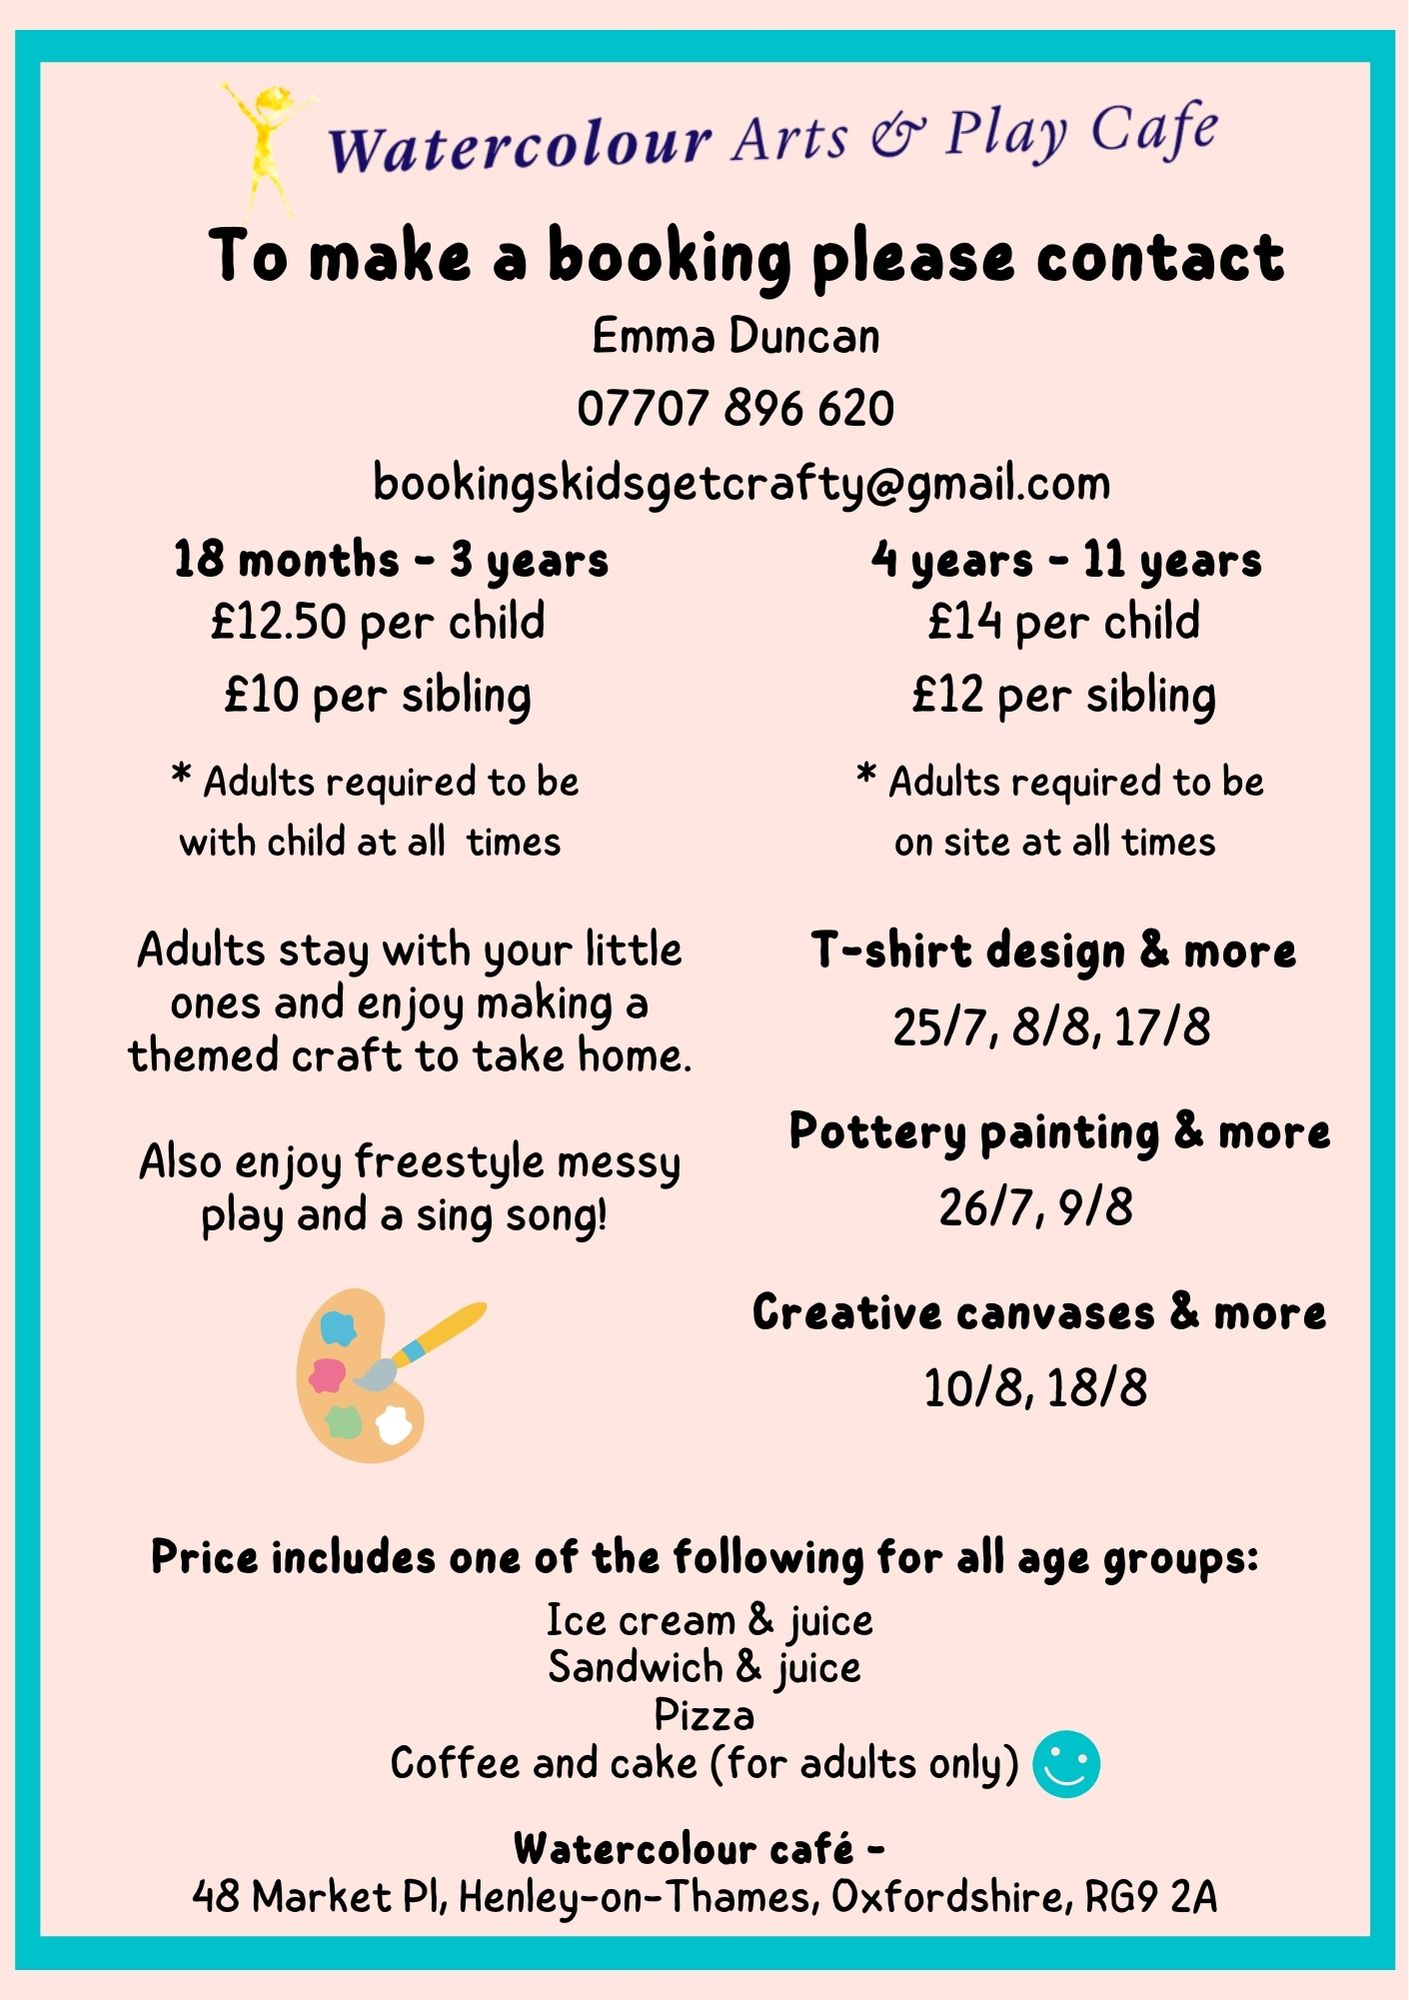 Watercolour Arts & Play Cafe
To make a booking please contact
Emma Duncan
07707 896 620
bookingskidsgetcrafty@gmail.com
18 months - 3 years
£12.50 per child
£10 per sibling
* Adults required to be
with child at all times
Adults stay with your little
ones and enjoy making a
themed craft to take home.
Also enjoy freestyle messy
play and a sing song!
4 years - 11 years
£14 per child
£12 per sibling
* Adults required to be
on site at all times
T-shirt design & more
25/7, 8/8, 17/8
Pottery painting & more
26/7, 9/8
Creative canvases & more
10/8, 18/8
Price includes one of the following for all age groups:
Ice cream & juice
Sandwich & juice
Pizza
Coffee and cake (for adults only)
Watercolour café -
48 Market Pl, Henley-on-Thames, Oxfordshire, RG9 2A